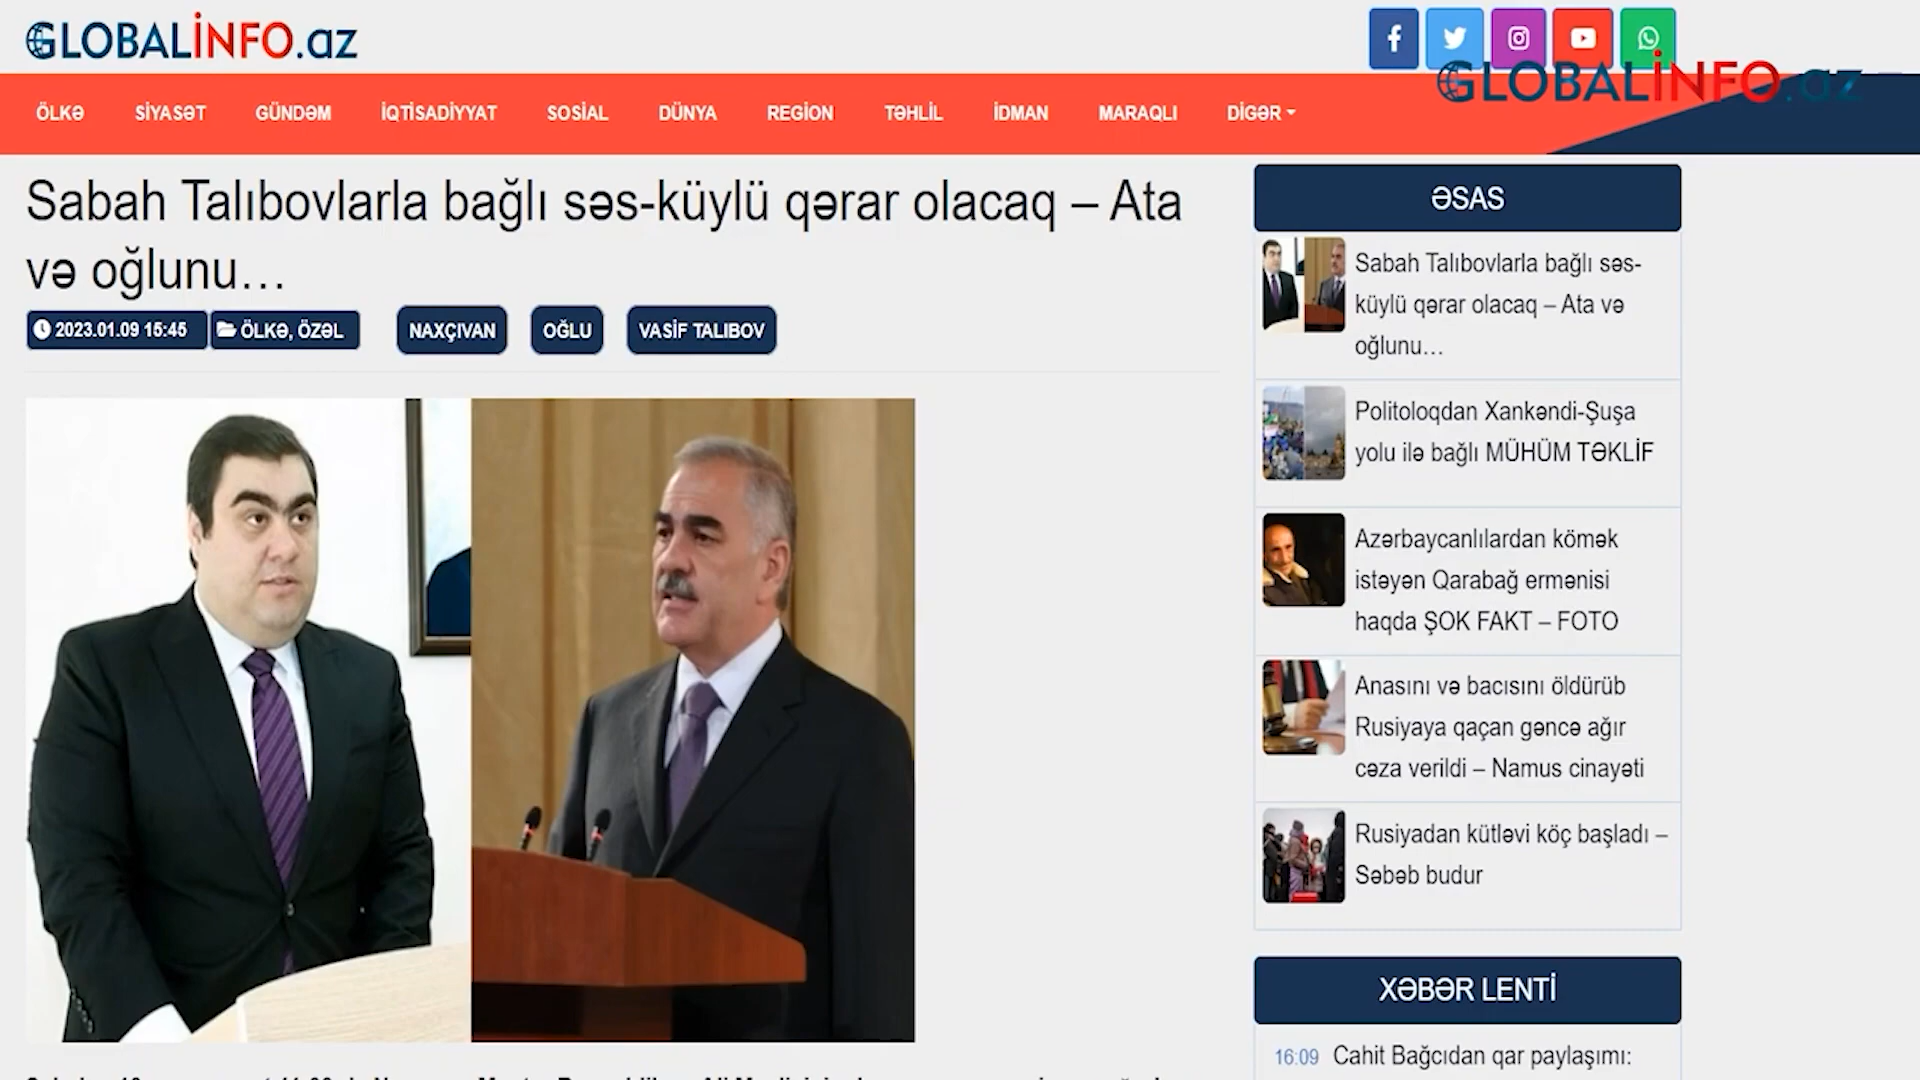 GLOBALİNFO.az
GLOBALİNFO.az
ÖLKƏ SİYASƏT GÜNDƏM İQTİSADİYYAT SOSİAL DÜNYA REGİON TƏHLİL İDMAN MARAQLI DİGƏR
Sabah Talıbovlarla bağlı səs-küylü qərar olacaq – Ata
və oğlunu…
2023.01.09 15:45 ÖLKƏ, ÖZƏL NAXÇIVAN OĞLU VASİF TALIBOV
ƏSAS
Sabah Talıbovlarla bağlı səs-
küylü qərar olacaq – Ata və
oğlunu…
Politoloqdan Xankəndi-Şuşa
yolu ilə bağlı MÜHÜM TƏKLİF
Azərbaycanlılardan kömək
istəyən Qarabağ ermənisi
haqda ŞOK FAKT – FOTO
Anasını və bacısını öldürüb
Rusiyaya qaçan gəncə ağır
cəza verildi – Namus cinayəti
Rusiyadan kütləvi köç başladı –
Səbəb budur
XƏBƏR LENTİ
16:09 Cahit Bağcıdan qar paylaşımı: